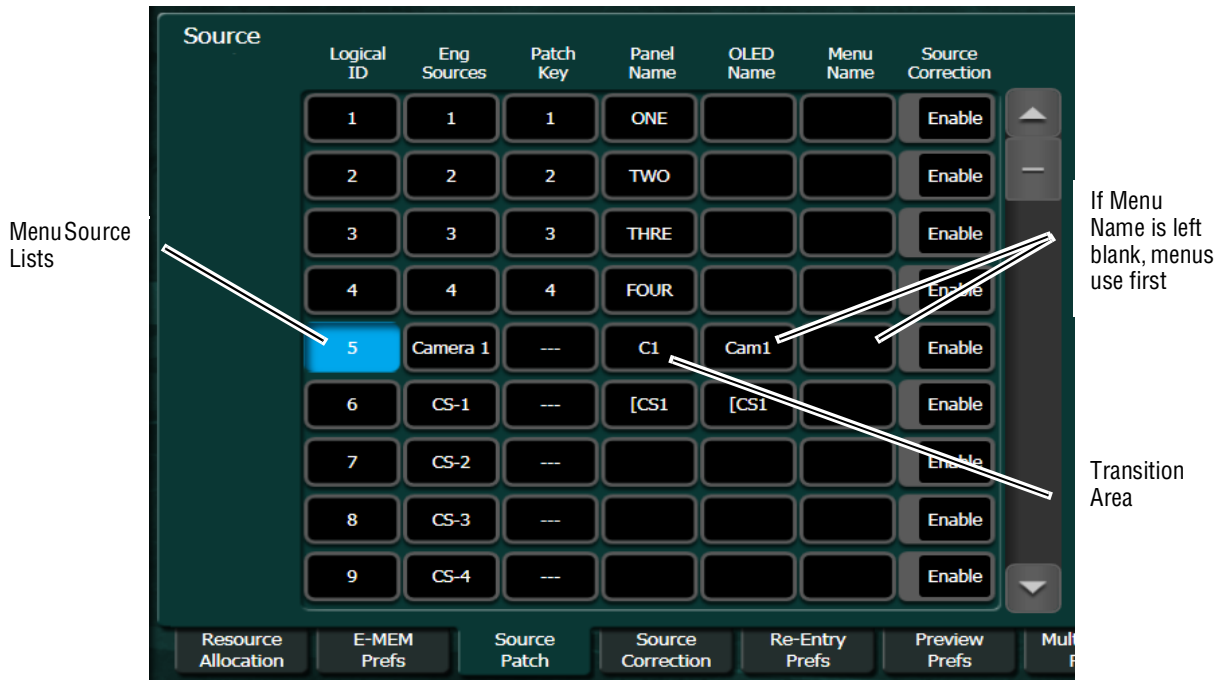 Source
Logical ID Eng Sources Patch Key Panel Name OLED Name Menu Name Source Correction
1 1 1 ONE Enable
2 2 2 TWO Enable
3 3 3 THRE Enable
4 4 4 FOUR Enable
5 Camera 1 --- C1 Cam1 Enable
6 CS-1 --- [CS1 [CS1 Enable
7 CS-2 --- Enable
8 CS-3 --- Enable
9 CS-4 --- Enable
Resource Allocation E-MEM Prefs Source Patch Source Correction Re-Entry Prefs Preview Prefs
Menu Source
Lists
If Menu
Name is left
blank, menus
use first
Transition
Area